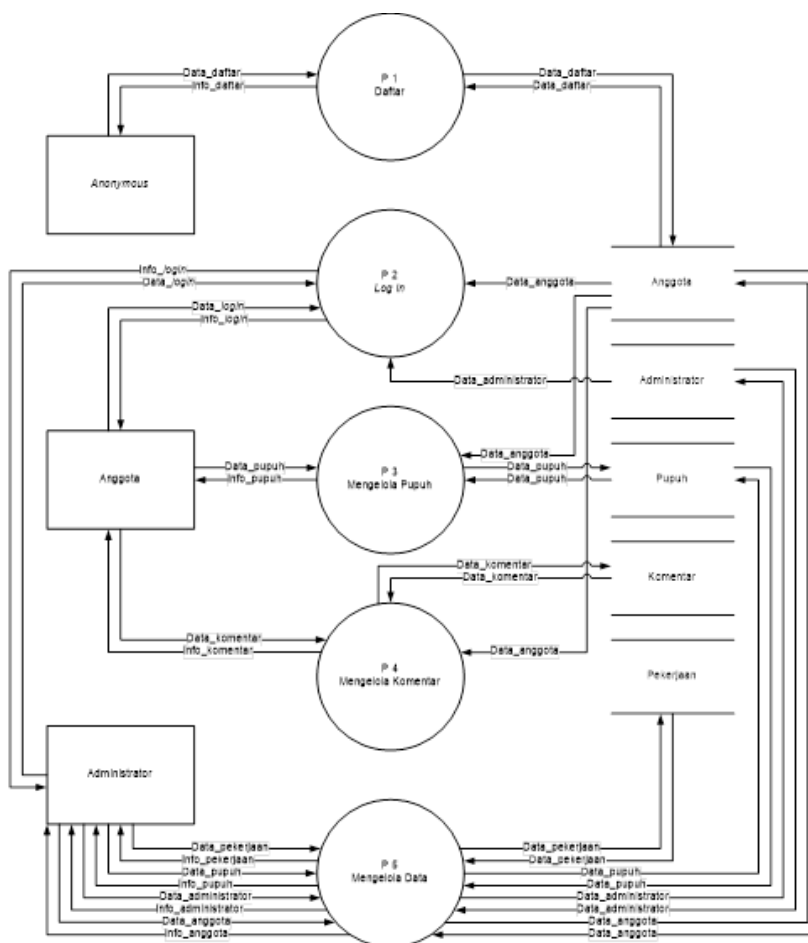 Data_daftar
Info_daftar
P 1
Daftar
Data_daftar
Data_daftar
Anonymous
Info_login
Data_login
P 2
Log in
Data_anggota
Anggota
Data_login
Info_login
Data_administrator
Administrator
Anggota
Data_pupuh
Info_pupuh
P 3
Mengelola Pupuh
Data_anggota
Data_pupuh
Data_pupuh
Pupuh
Data_komentar
Data_komentar
Komentar
Data_komentar
Info_komentar
P 4
Mengelola Komentar
Data_anggota
Pekerjaan
Administrator
Data_pekerjaan
Info_pekerjaan
Data_pupuh
Info_pupuh
Data_administrator
Info_administrator
Data_anggota
Info_anggota
P 5
Mengelola Data
Data_pekerjaan
Data_pekerjaan
Data_pupuh
Data_pupuh
Data_administrator
Data_administrator
Data_anggota
Data_anggota